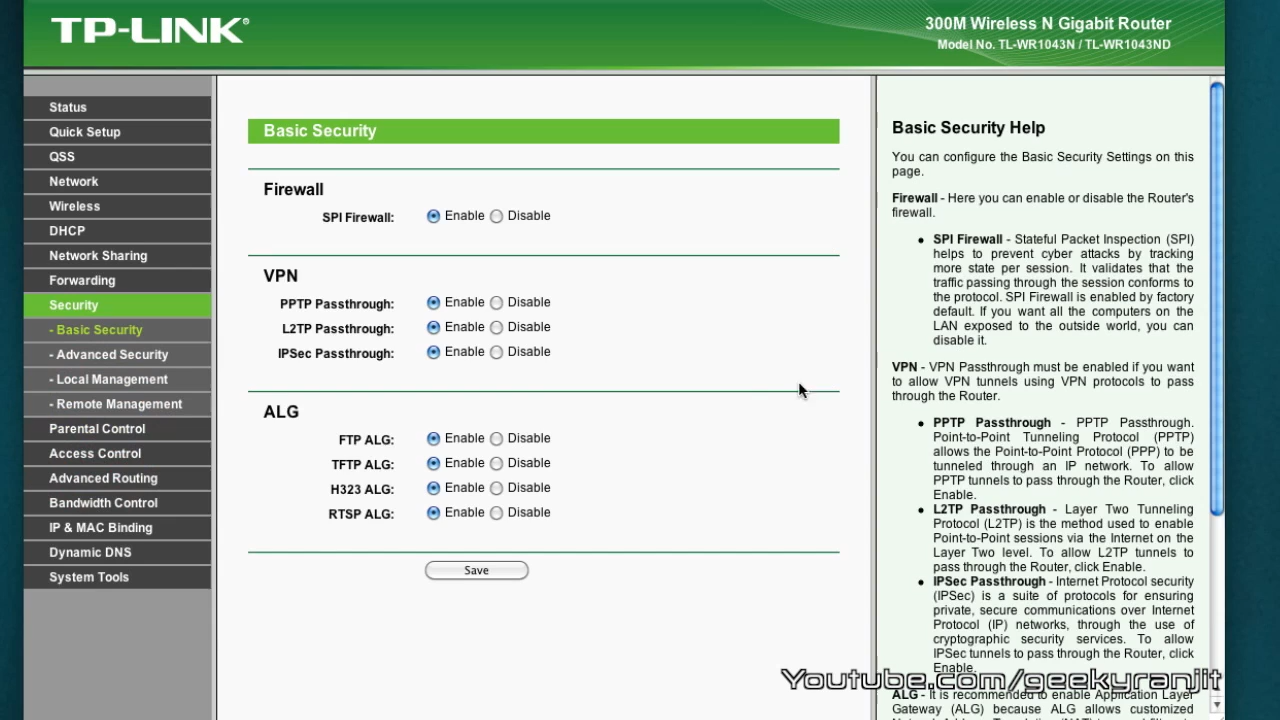 TP-LINK®
300M Wireless N Gigabit Router
Model No. TL-WR1043N / TL-WR1043ND
Status
Quick Setup
QSS
Network
Wireless
DHCP
Network Sharing
Forwarding
Security
- Basic Security
- Advanced Security
- Local Management
- Remote Management
Parental Control
Access Control
Advanced Routing
Bandwidth Control
IP & MAC Binding
Dynamic DNS
System Tools
Basic Security
Firewall
SPI Firewall: Enable Disable
VPN
PPTP Passthrough: Enable Disable
L2TP Passthrough: Enable Disable
IPSec Passthrough: Enable Disable
ALG
FTP ALG: Enable Disable
TFTP ALG: Enable Disable
H323 ALG: Enable Disable
RTSP ALG: Enable Disable
Save
Basic Security Help
You can configure the Basic Security Settings on this
page.
Firewall - Here you can enable or disable the Router's
firewall.
• SPI Firewall - Stateful Packet Inspection (SPI)
helps to prevent cyber attacks by tracking
more state per session. It validates that the
traffic passing through the session conforms to
the protocol. SPI Firewall is enabled by factory
default. If you want all the computers on the
LAN exposed to the outside world, you can
disable it.
VPN - VPN Passthrough must be enabled if you want
to allow VPN tunnels using VPN protocols to pass
through the Router.
• PPTP Passthrough - PPTP Passthrough.
Point-to-Point Tunneling Protocol (PPTP)
allows the Point-to-Point Protocol (PPP) to be
tunneled through an IP network. To allow
PPTP tunnels to pass through the Router, click
Enable.
• L2TP Passthrough - Layer Two Tunneling
Protocol (L2TP) is the method used to enable
Point-to-Point sessions via the Internet on the
Layer Two level. To allow L2TP tunnels to
pass through the Router, click Enable.
• IPSec Passthrough - Internet Protocol security
(IPSec) is a suite of protocols for ensuring
private, secure communications over Internet
Protocol (IP) networks, through the use of
cryptographic security services. To allow
IPSec tunnels to pass through the Router, click
Enable.
Youtube.com/geekyranjit
ALG - It is recommended to enable Application Layer
Gateway (ALG) because ALG allows customized